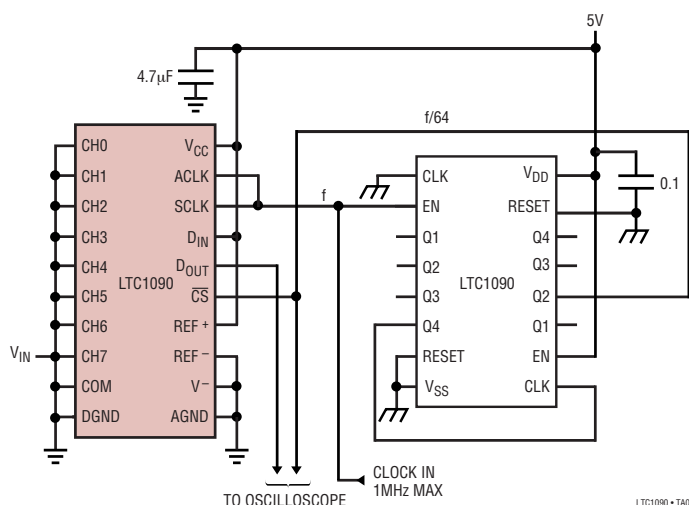 5V
4.7µF
f/64
CH0
CH1
CH2
CH3
CH4
CH5
CH6
CH7
COM
DGND
LTC1090
VCC
ACLK
SCLK
DIN
DOUT
CS
REF +
REF –
V–
AGND
VIN
f
CLK
EN
Q1
Q2
Q3
Q4
RESET
VSS
LTC1090
VDD
RESET
Q4
Q3
Q2
Q1
EN
CLK
0.1
CLOCK IN
1MHz MAX
TO OSCILLOSCOPE
LTC1090 • TA0